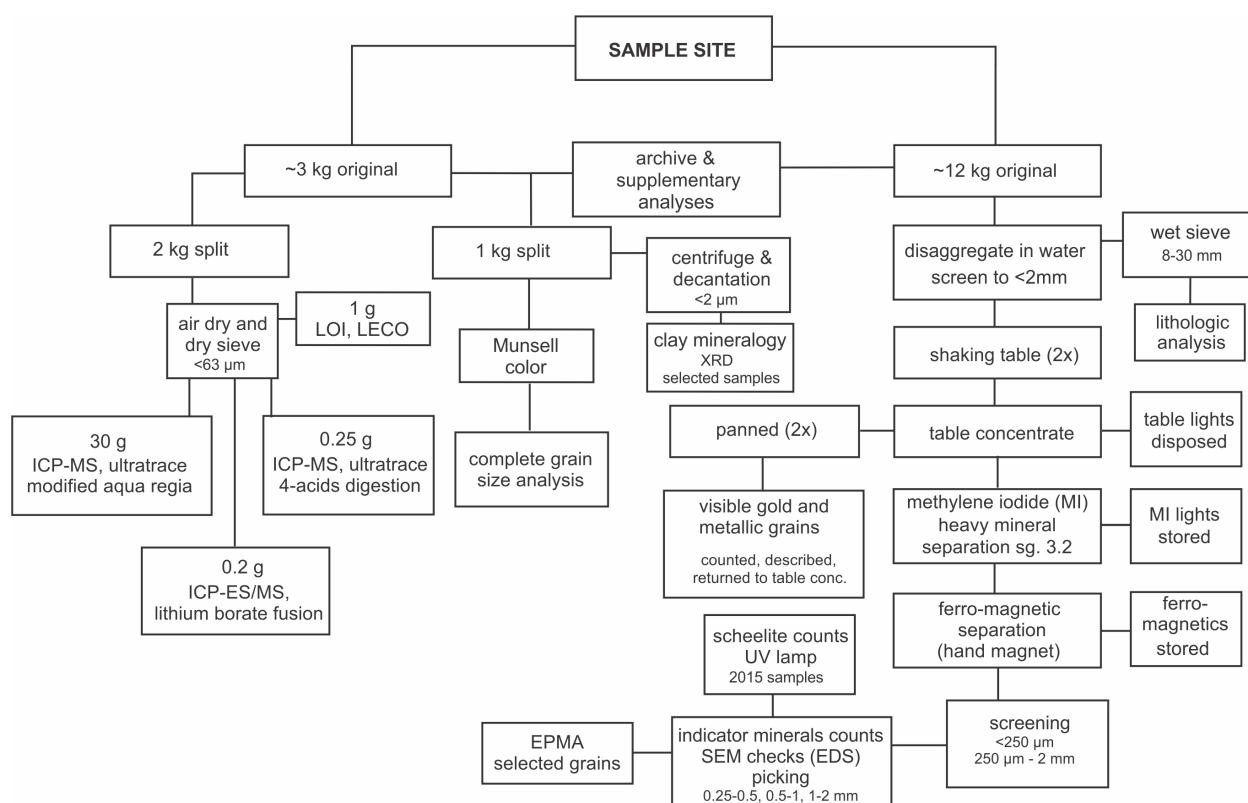 SAMPLE SITE
~3 kg original
archive &
supplementary
analyses
~12 kg original
2 kg split
1 kg split
centrifuge &
decantation
<2 µm
disaggregate in water
screen to <2mm
wet sieve
8-30 mm
air dry and
dry sieve
<63 µm
1 g
LOI, LECO
Munsell
color
clay mineralogy
XRD
selected samples
shaking table (2x)
lithologic
analysis
30 g
ICP-MS, ultratrace
modified aqua regia
0.25 g
ICP-MS, ultratrace
4-acids digestion
complete grain
size analysis
panned (2x)
table concentrate
table lights
disposed
visible gold and
metallic grains
counted, described,
returned to table conc.
methylene iodide (MI)
heavy mineral
separation sg. 3.2
MI lights
stored
0.2 g
ICP-ES/MS,
lithium borate fusion
scheelite counts
UV lamp
2015 samples
ferro-magnetic
separation
(hand magnet)
ferro-
magnetics
stored
EPMA
selected grains
indicator minerals counts
SEM checks (EDS)
picking
0.25-0.5, 0.5-1, 1-2 mm
screening
<250 µm
250 µm - 2 mm